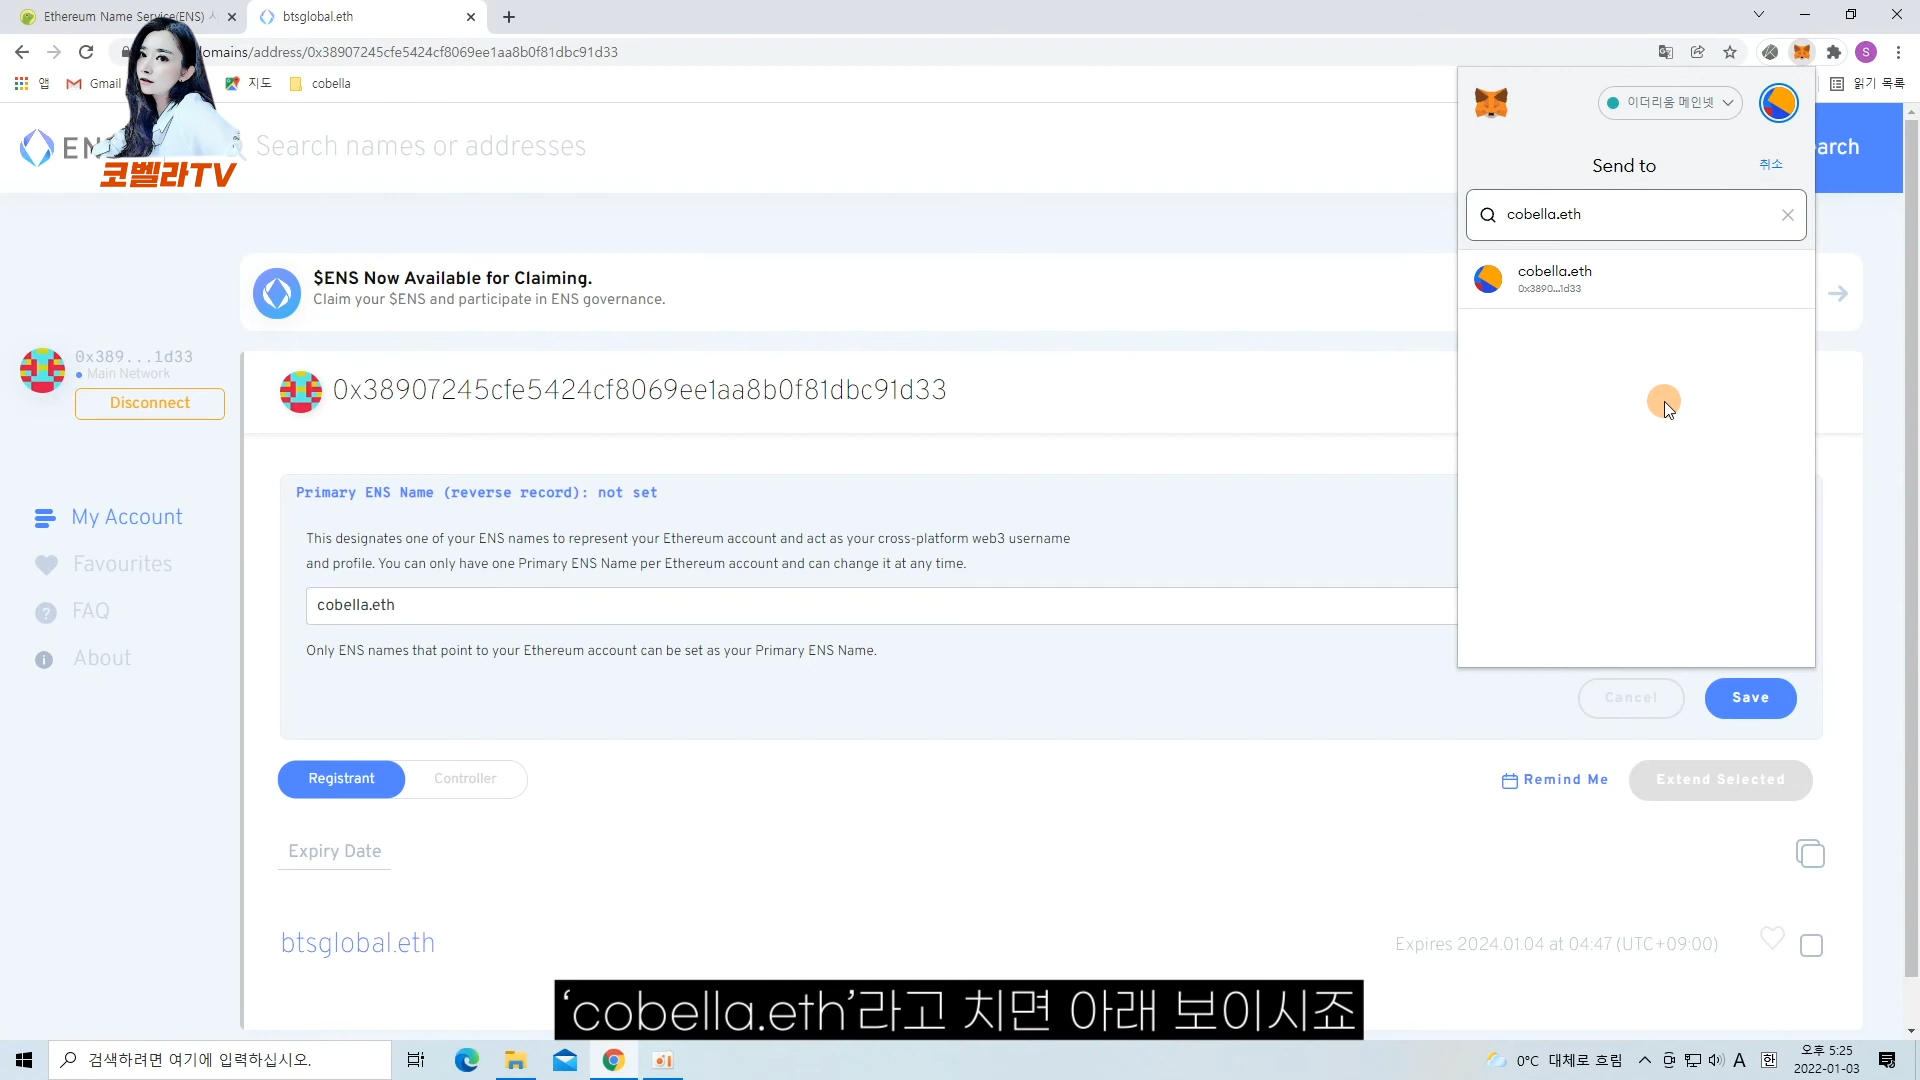 Ethereum Name Service(ENS)
btsglobal.eth
omains/address/0x38907245cfe5424cf8069ee1aa8b0f81dbc91d33
S
앱
Gmail
지도
cobella
읽기 목록
코벨라TV
Search names or addresses
이더리움 메인넷
Send to
취소
cobella.eth
cobella.eth
0x3890...1d33
arch
$ENS Now Available for Claiming.
Claim your $ENS and participate in ENS governance.
0x389...1d33
Main Network
Disconnect
My Account
Favourites
FAQ
About
0x38907245cfe5424cf8069ee1aa8b0f81dbc91d33
Primary ENS Name (reverse record): not set
This designates one of your ENS names to represent your Ethereum account and act as your cross-platform web3 username
and profile. You can only have one Primary ENS Name per Ethereum account and can change it at any time.
cobella.eth
Only ENS names that point to your Ethereum account can be set as your Primary ENS Name.
Cancel
Save
Registrant
Controller
Remind Me
Extend Selected
Expiry Date
btsglobal.eth
Expires 2024.01.04 at 04:47 (UTC+09:00)
'cobella.eth'라고 치면 아래 보이시죠
검색하려면 여기에 입력하십시오.
0°C 대체로 흐림
A
한
오후 5:25
2022-01-03